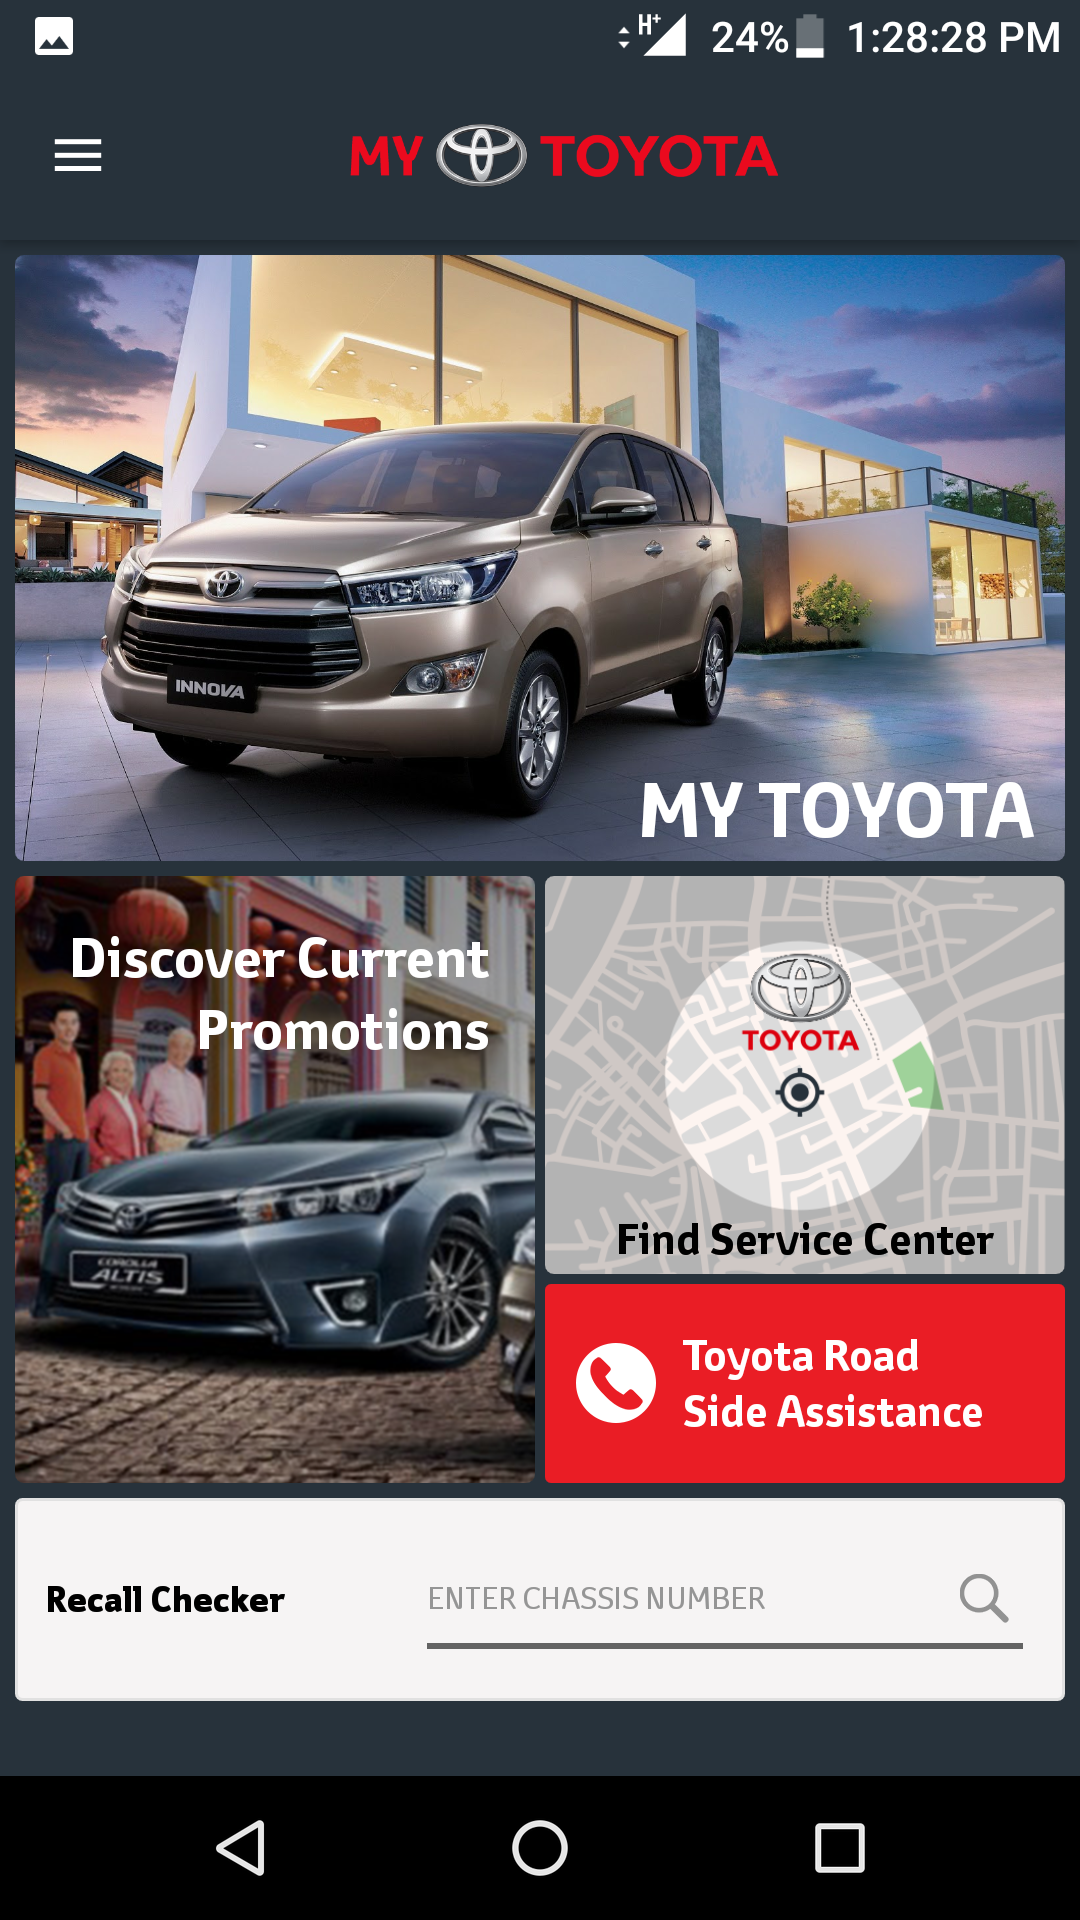 H+ 24% 1:28:28 PM
MY TOYOTA
INNOVA
MY TOYOTA
Discover Current
Promotions
COROLLA
ALTIS
TOYOTA
Find Service Center
Toyota Road
Side Assistance
Recall Checker
ENTER CHASSIS NUMBER